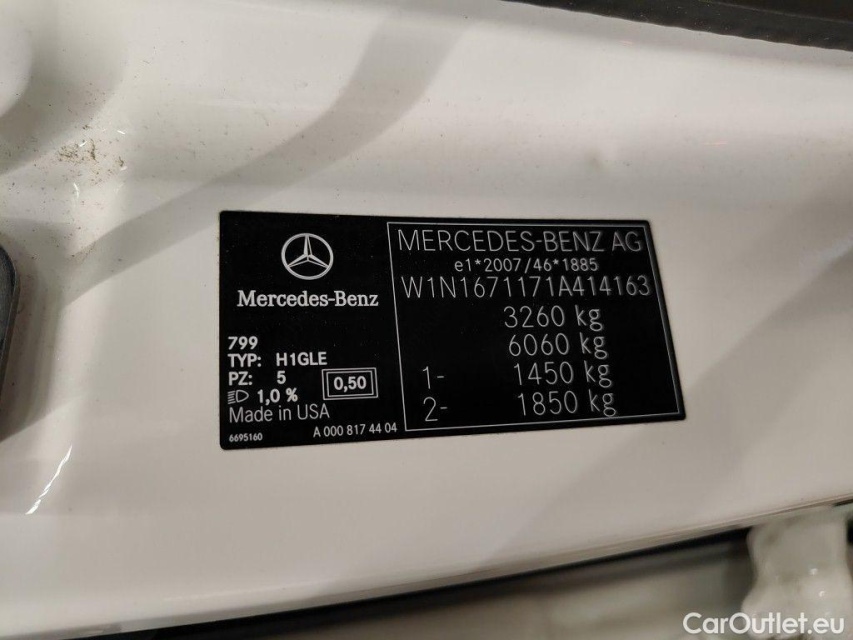 Mercedes-Benz
799
TYP: H1GLE
PZ: 5
1,0 %
0,50
Made in USA
6695160
A 000 817 44 04
MERCEDES-BENZ AG
e1*2007/46*1885
W1N1671171A414163
3260 kg
6060 kg
1- 1450 kg
2- 1850 kg
CarOutlet.eu